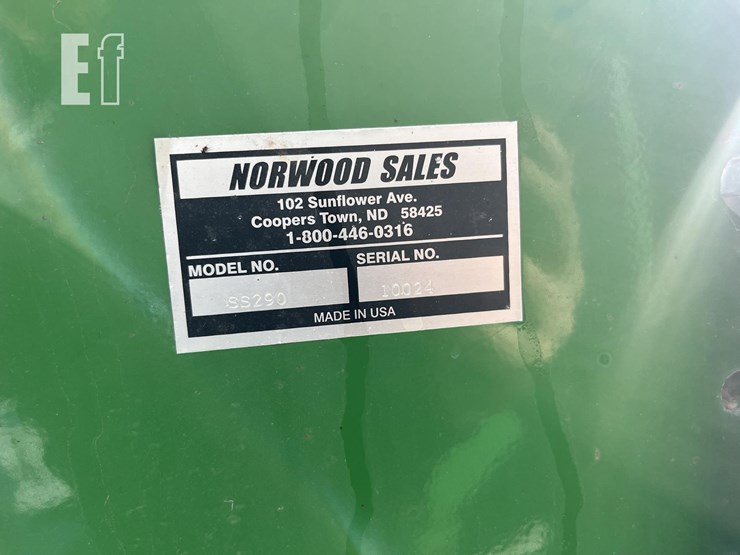 Ef
NORWOOD SALES
102 Sunflower Ave.
Coopers Town, ND 58425
1-800-446-0316
MODEL NO.
SERIAL NO.
SS290
10024
MADE IN USA